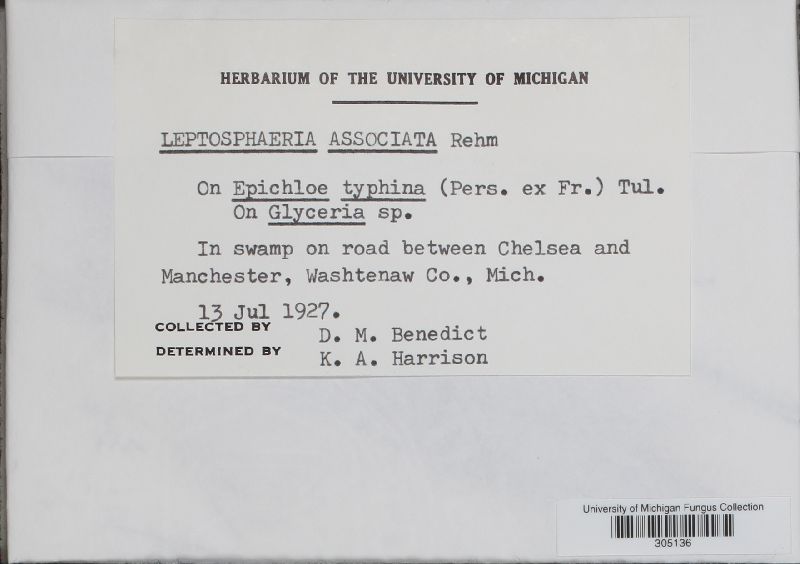 HERBARIUM OF THE UNIVERSITY OF MICHIGAN
LEPTOSPHAERIA ASSOCIATA Rehm
On Epichloe typhina (Pers. ex Fr.) Tul.
On Glyceria sp.
In swamp on road between Chelsea and
Manchester, Washtenaw Co., Mich.
13 Jul 1927.
COLLECTED BY D. M. Benedict
DETERMINED BY K. A. Harrison
University of Michigan Fungus Collection
305136